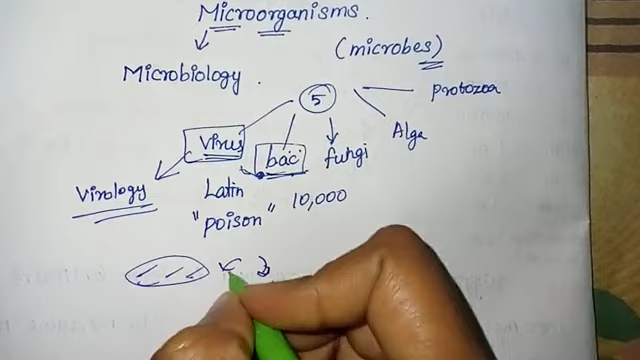 Microorganisms.
(microbes)
Microbiology.
5
protozoa
Alga
Virus
bac
fungi
Virology
Latin
"poison"
10,000